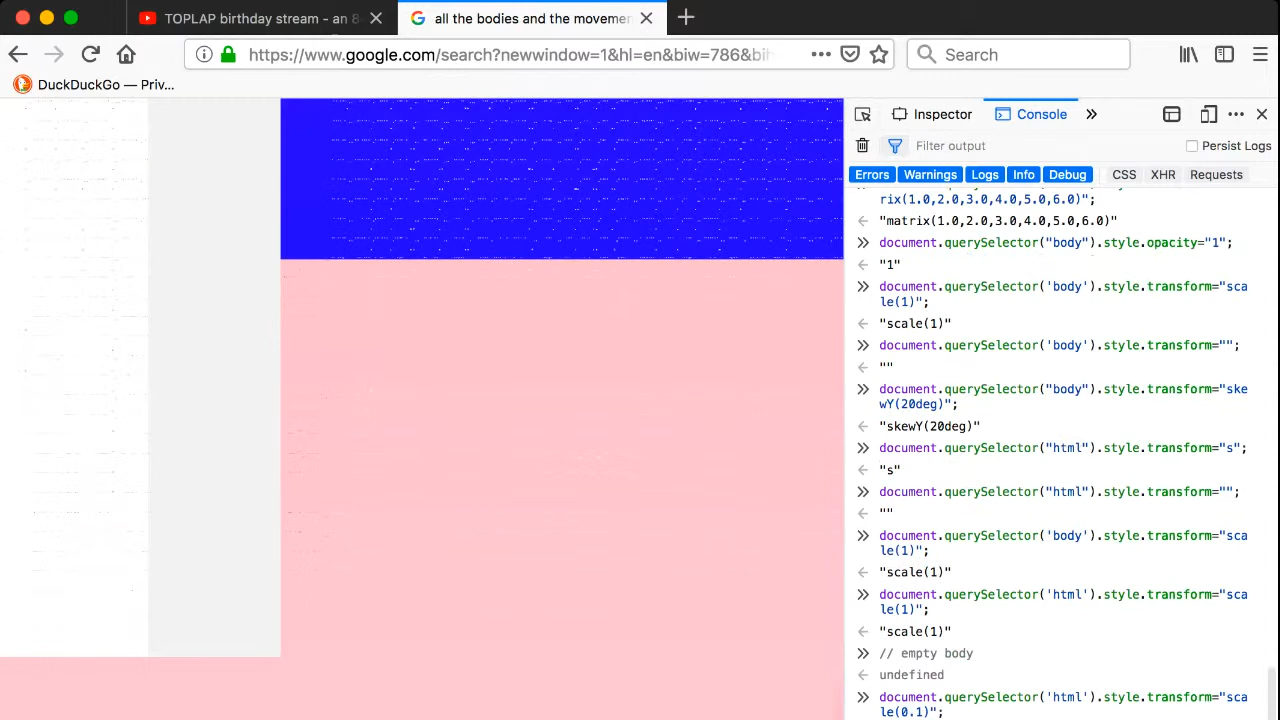 TOPLAP birthday stream - an 8
all the bodies and the movemen
https://www.google.com/search?newwindow=1&hl=en&biw=786&bih
Search
DuckDuckGo — Priv...
Inspector
Console
Filter output
Persist Logs
Errors
Warnings
Logs
Info
Debug
CSS
XHR
Requests
rix(1.0,2.0,3.0,4.0,5.0,6.0)";
"matrix(1.0,2.0,3.0,4.0,5.0,6.0)"
document.querySelector("body").style.opacity="1";
"1"
document.querySelector('body').style.transform="sca
le(1)";
"scale(1)"
document.querySelector('body').style.transform="";
""
document.querySelector("body").style.transform="ske
wY(20deg)";
"skewY(20deg)"
document.querySelector("html").style.transform="s";
"s"
document.querySelector("html").style.transform="";
""
document.querySelector('body').style.transform="sca
le(1)";
"scale(1)"
document.querySelector('html').style.transform="sca
le(1)";
"scale(1)"
// empty body
undefined
document.querySelector('html').style.transform="sca
le(0.1)";